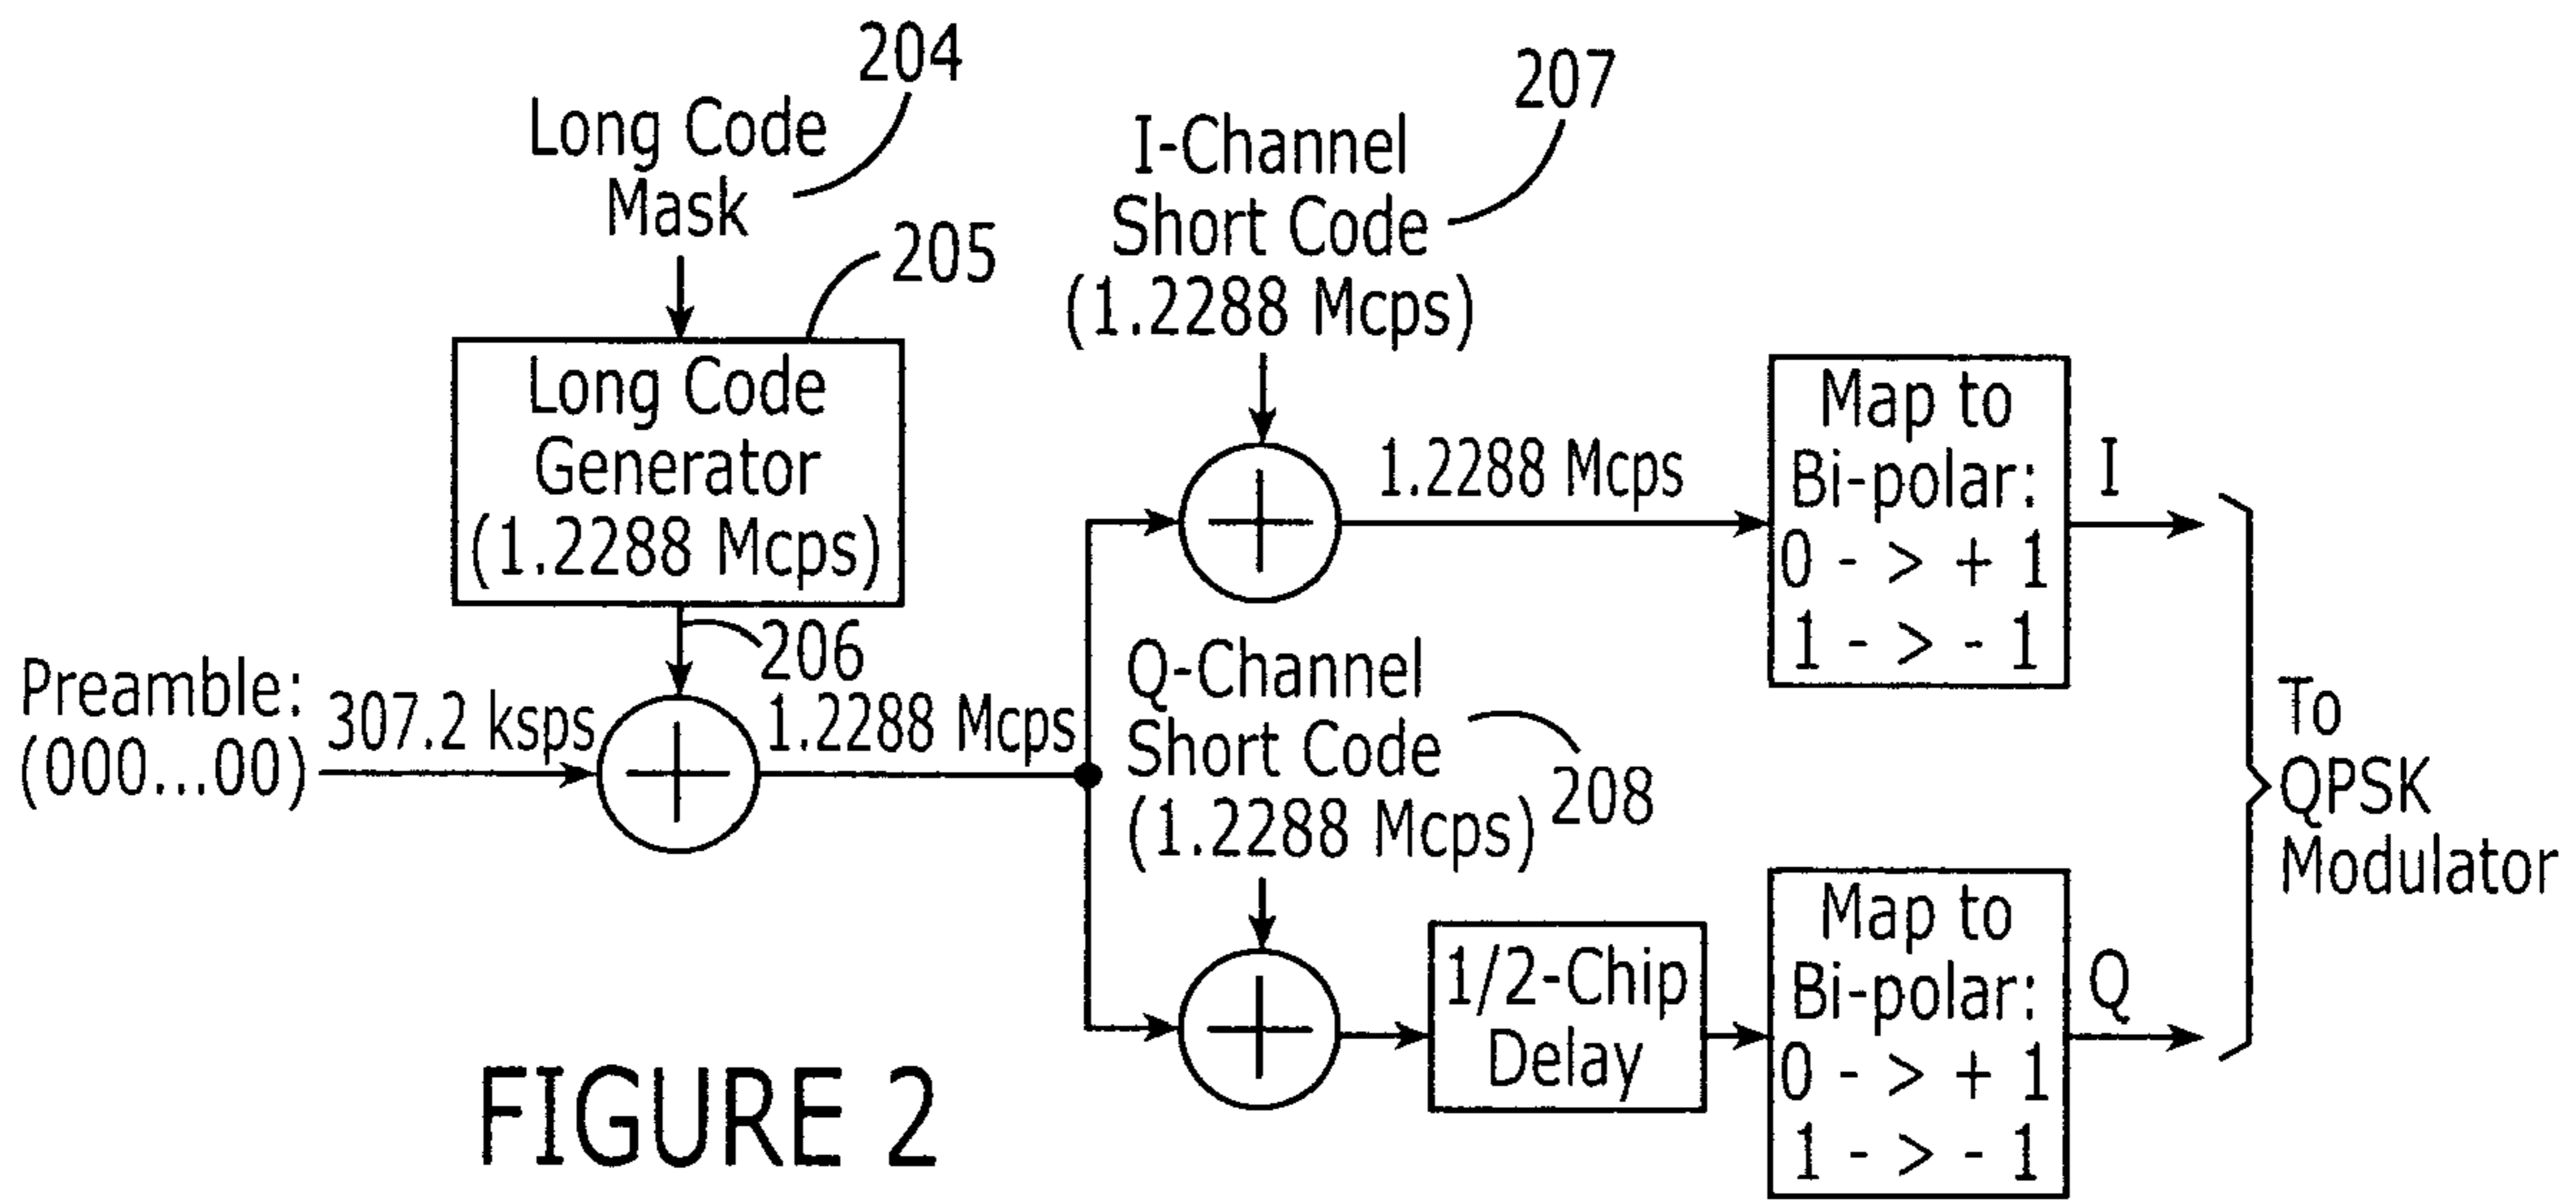 204
Long Code
Mask
205
Long Code
Generator
(1.2288 Mcps)
206
Preamble:
(000...00)
307.2 ksps
1.2288 Mcps
207
I-Channel
Short Code
(1.2288 Mcps)
1.2288 Mcps
Map to
Bi-polar:
0 - > + 1
1 - > - 1
I
Q-Channel
Short Code
(1.2288 Mcps)
208
1/2-Chip
Delay
Map to
Bi-polar:
0 - > + 1
1 - > - 1
Q
To
QPSK
Modulator
FIGURE 2